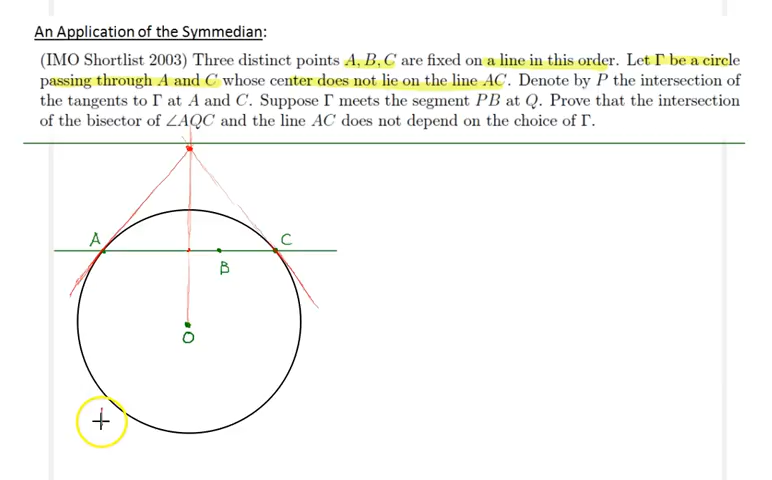 An Application of the Symmedian:
(IMO Shortlist 2003) Three distinct points A, B, C are fixed on a line in this order. Let Γ be a circle
passing through A and C whose center does not lie on the line AC. Denote by P the intersection of
the tangents to Γ at A and C. Suppose Γ meets the segment PB at Q. Prove that the intersection
of the bisector of ∠AQC and the line AC does not depend on the choice of Γ.
A
C
B
O